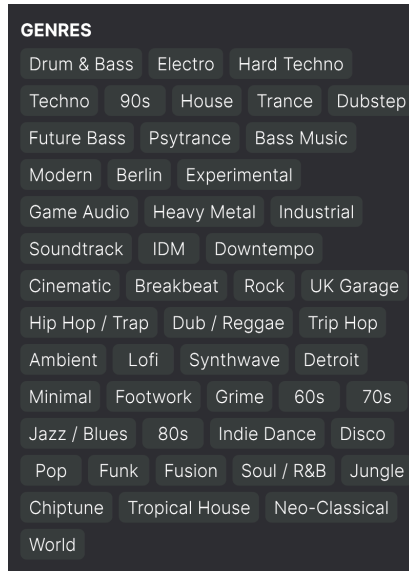 GENRES
Drum & Bass Electro Hard Techno
Techno 90s House Trance Dubstep
Future Bass Psytrance Bass Music
Modern Berlin Experimental
Game Audio Heavy Metal Industrial
Soundtrack IDM Downtempo
Cinematic Breakbeat Rock UK Garage
Hip Hop / Trap Dub / Reggae Trip Hop
Ambient Lofi Synthwave Detroit
Minimal Footwork Grime 60s 70s
Jazz / Blues 80s Indie Dance Disco
Pop Funk Fusion Soul / R&B Jungle
Chiptune Tropical House Neo-Classical
World